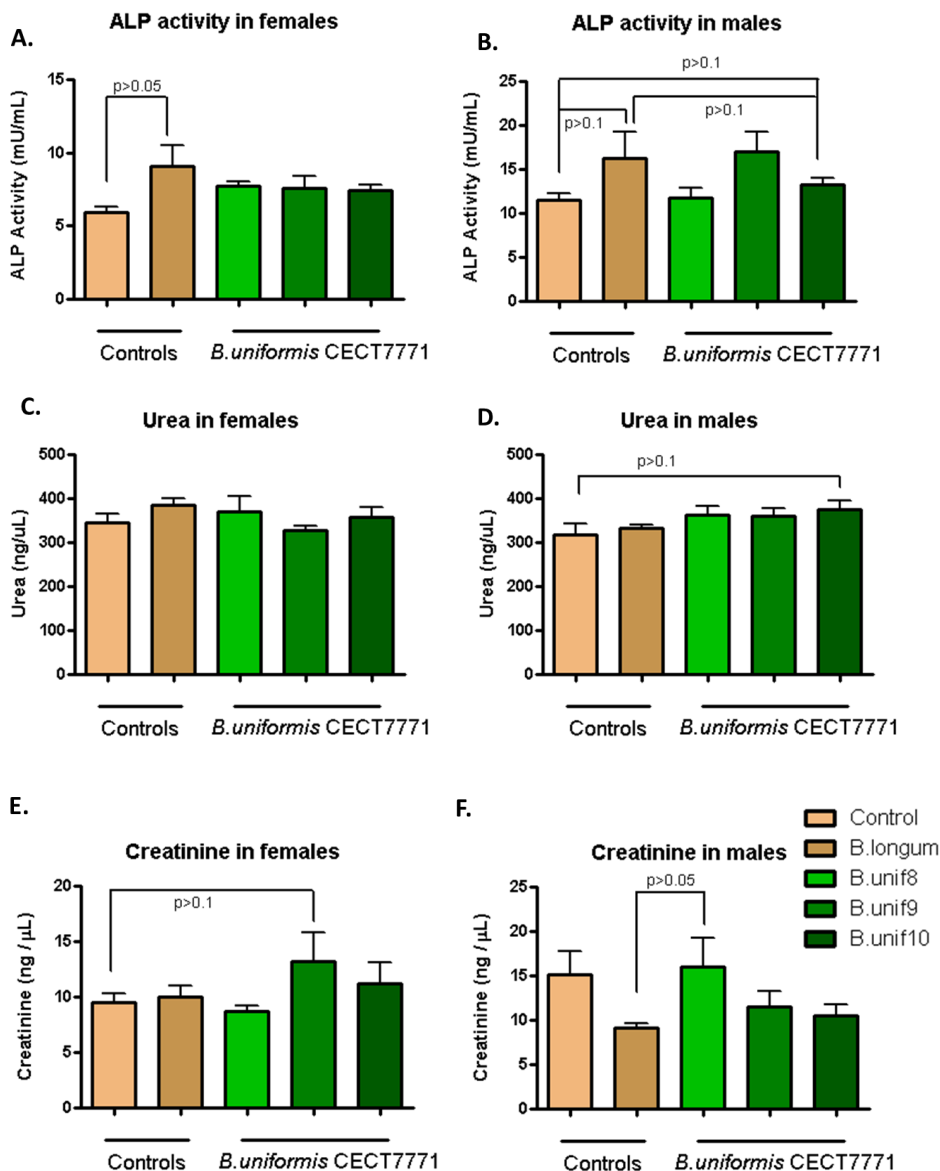 A.
ALP activity in females
ALP Activity (mU/mL)
15
10
5
0
p>0.05
Controls
B.uniformis CECT7771
B.
ALP activity in males
ALP Activity (mU/mL)
25
20
15
10
5
0
p>0.1
p>0.1
p>0.1
Controls
B.uniformis CECT7771
C.
Urea in females
Urea (ng/uL)
500
400
300
200
100
0
Controls
B.uniformis CECT7771
D.
Urea in males
Urea (ng/uL)
500
400
300
200
100
0
p>0.1
Controls
B.uniformis CECT7771
E.
Creatinine in females
Creatinine (ng / µL)
20
15
10
5
0
p>0.1
Controls
B.uniformis CECT7771
F.
Creatinine in males
Creatinine (ng / µL)
25
20
15
10
5
0
p>0.05
Controls
B.uniformis CECT7771
Control
B.longum
B.unif8
B.unif9
B.unif10